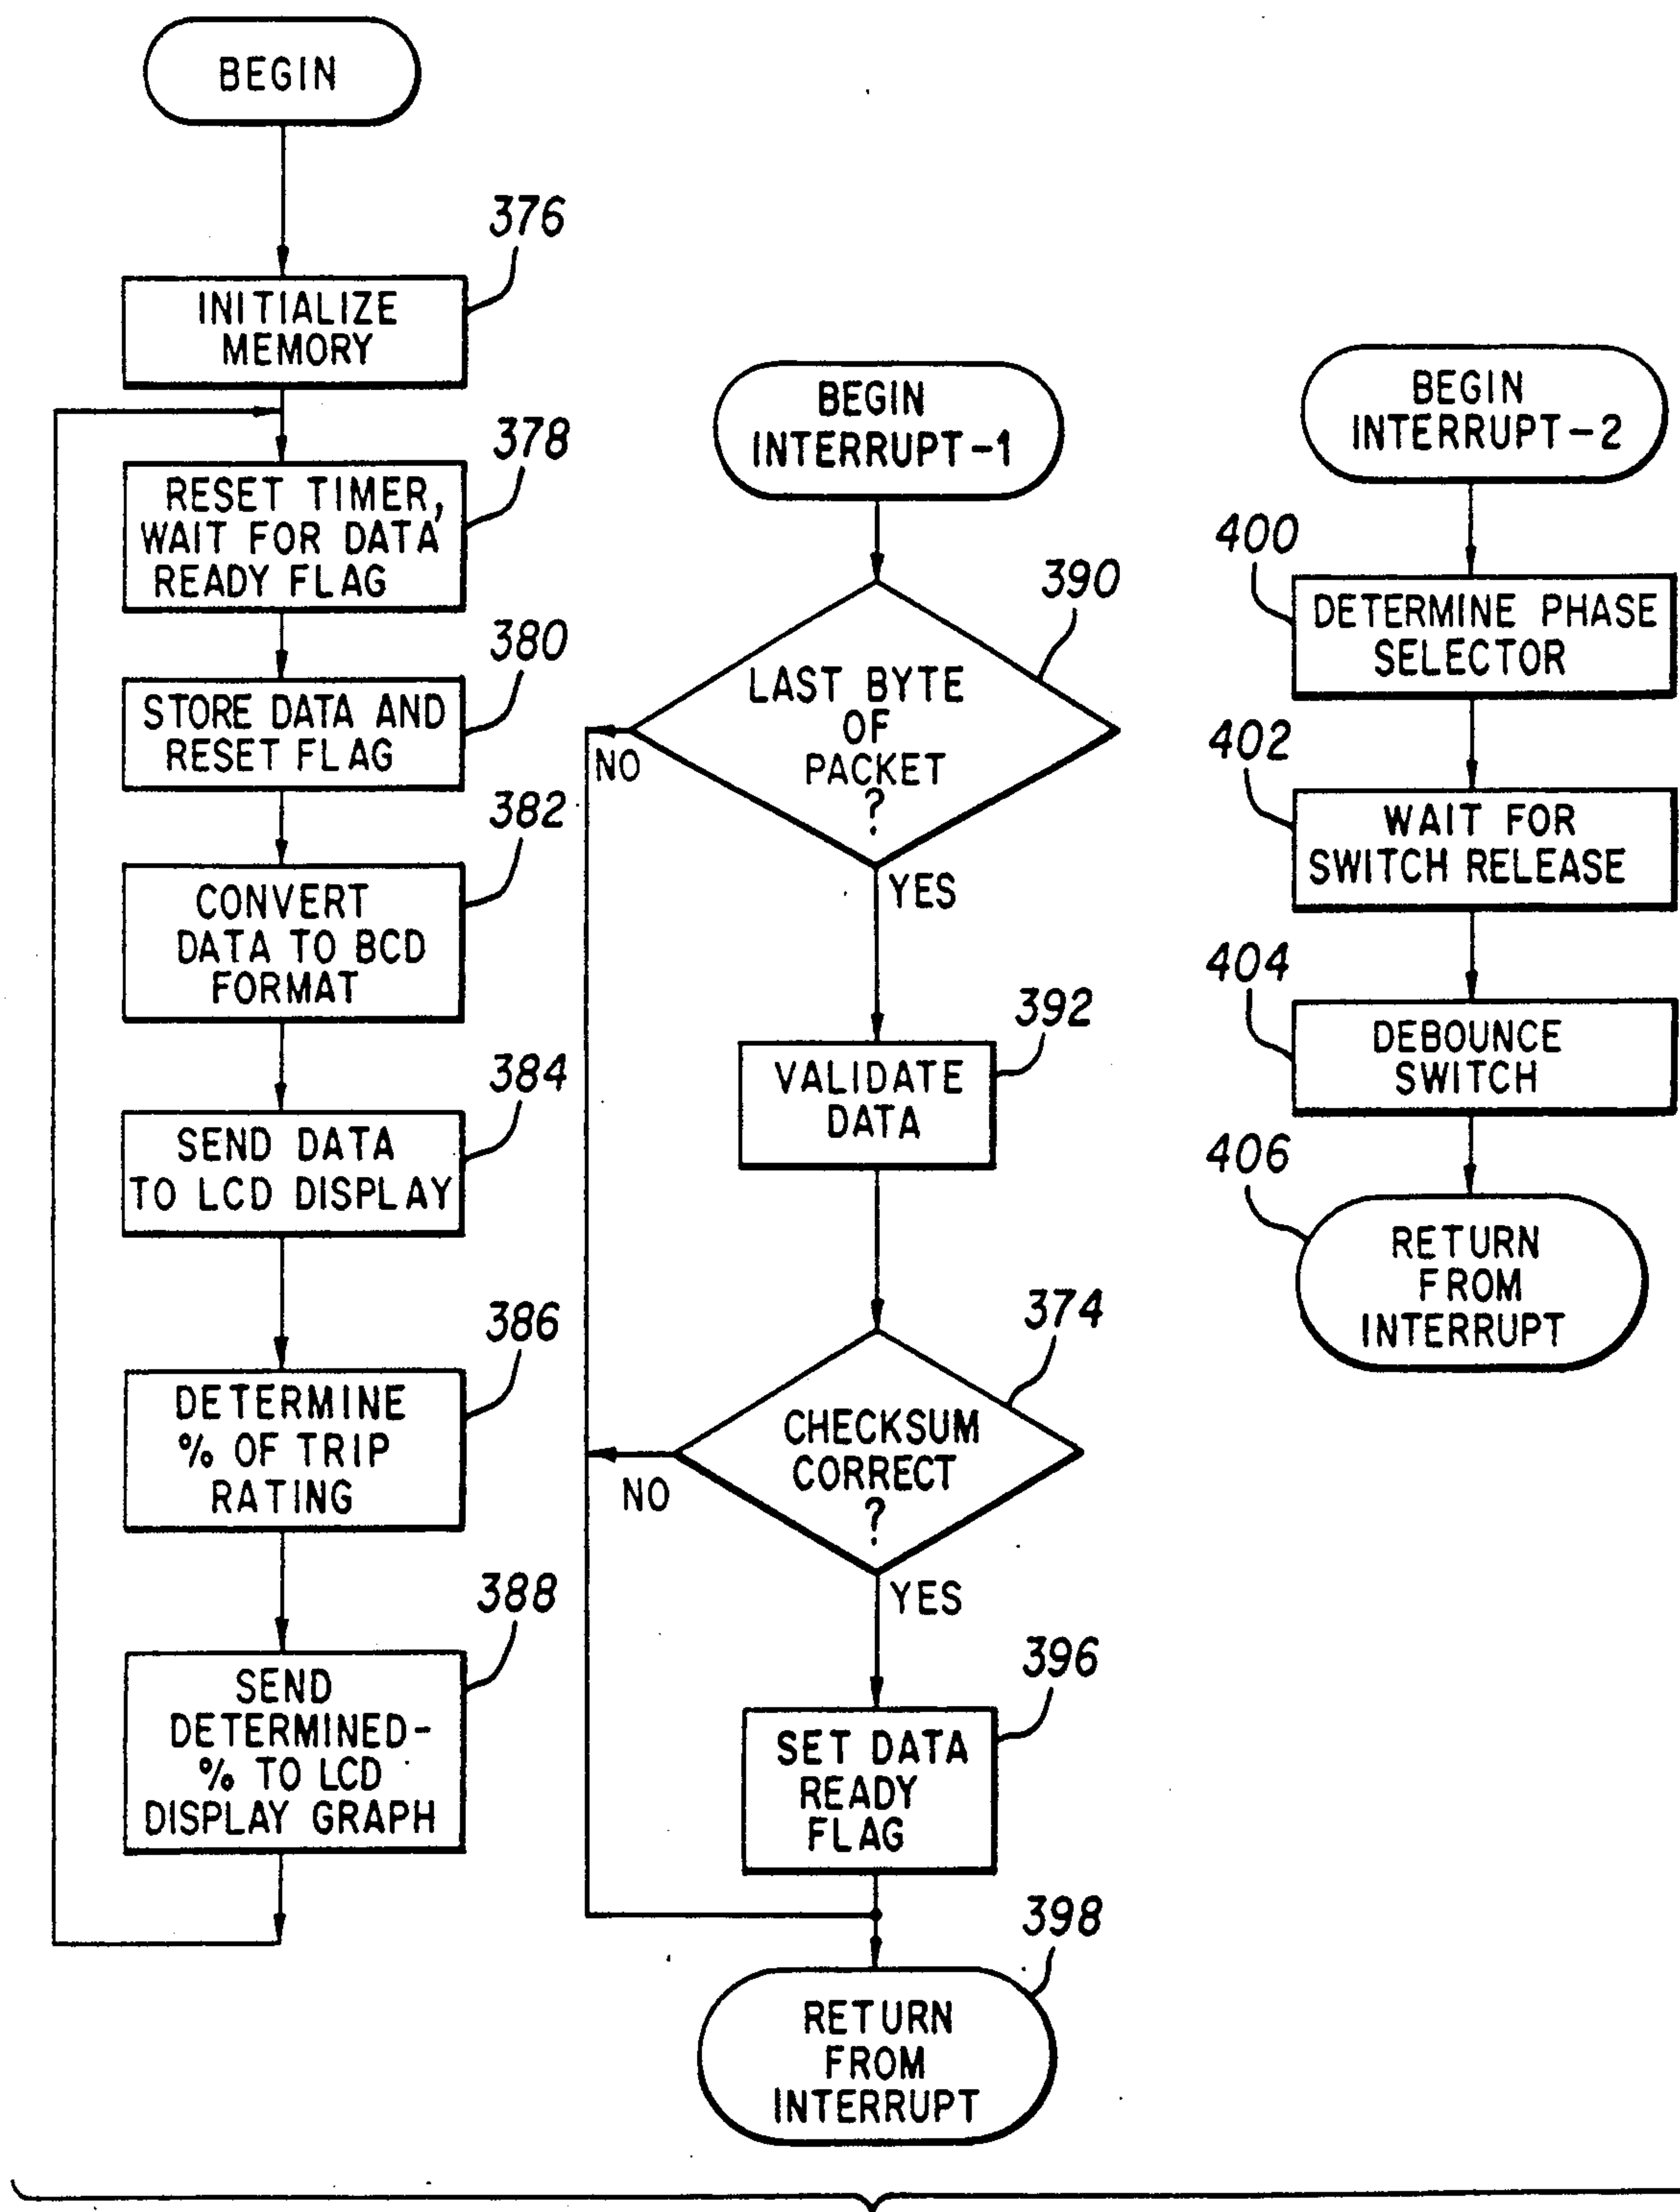 BEGIN
376
INITIALIZE
MEMORY
378
RESET TIMER,
WAIT FOR DATA
READY FLAG
380
STORE DATA AND
RESET FLAG
382
CONVERT
DATA TO BCD
FORMAT
384
SEND DATA
TO LCD DISPLAY
386
DETERMINE
% OF TRIP
RATING
388
SEND
DETERMINED-
% TO LCD
DISPLAY GRAPH
BEGIN
INTERRUPT-1
390
LAST BYTE
OF
PACKET
?
NO
YES
392
VALIDATE
DATA
374
CHECKSUM
CORRECT
?
NO
YES
396
SET DATA
READY
FLAG
398
RETURN
FROM
INTERRUPT
BEGIN
INTERRUPT-2
400
DETERMINE PHASE
SELECTOR
402
WAIT FOR
SWITCH RELEASE
404
DEBOUNCE
SWITCH
406
RETURN
FROM
INTERRUPT